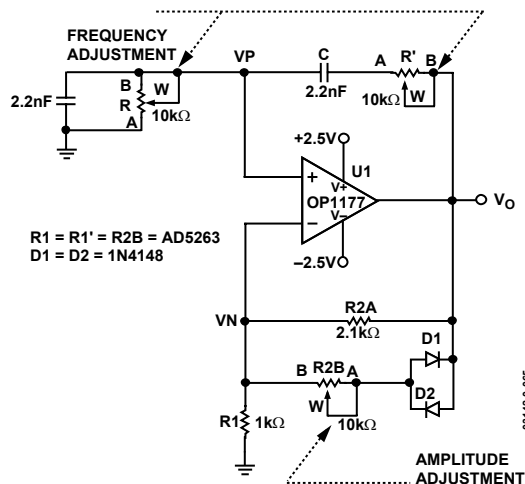 FREQUENCY
ADJUSTMENT
VP
C
2.2nF
A
R'
B
W
10kΩ
2.2nF
B
R
W
A
10kΩ
+2.5V
U1
V+
+
OP1177
–
V–
–2.5V
VO
R1 = R1' = R2B = AD5263
D1 = D2 = 1N4148
R2A
2.1kΩ
VN
D1
B
R2B
A
D2
W
10kΩ
R1
1kΩ
AMPLITUDE
ADJUSTMENT